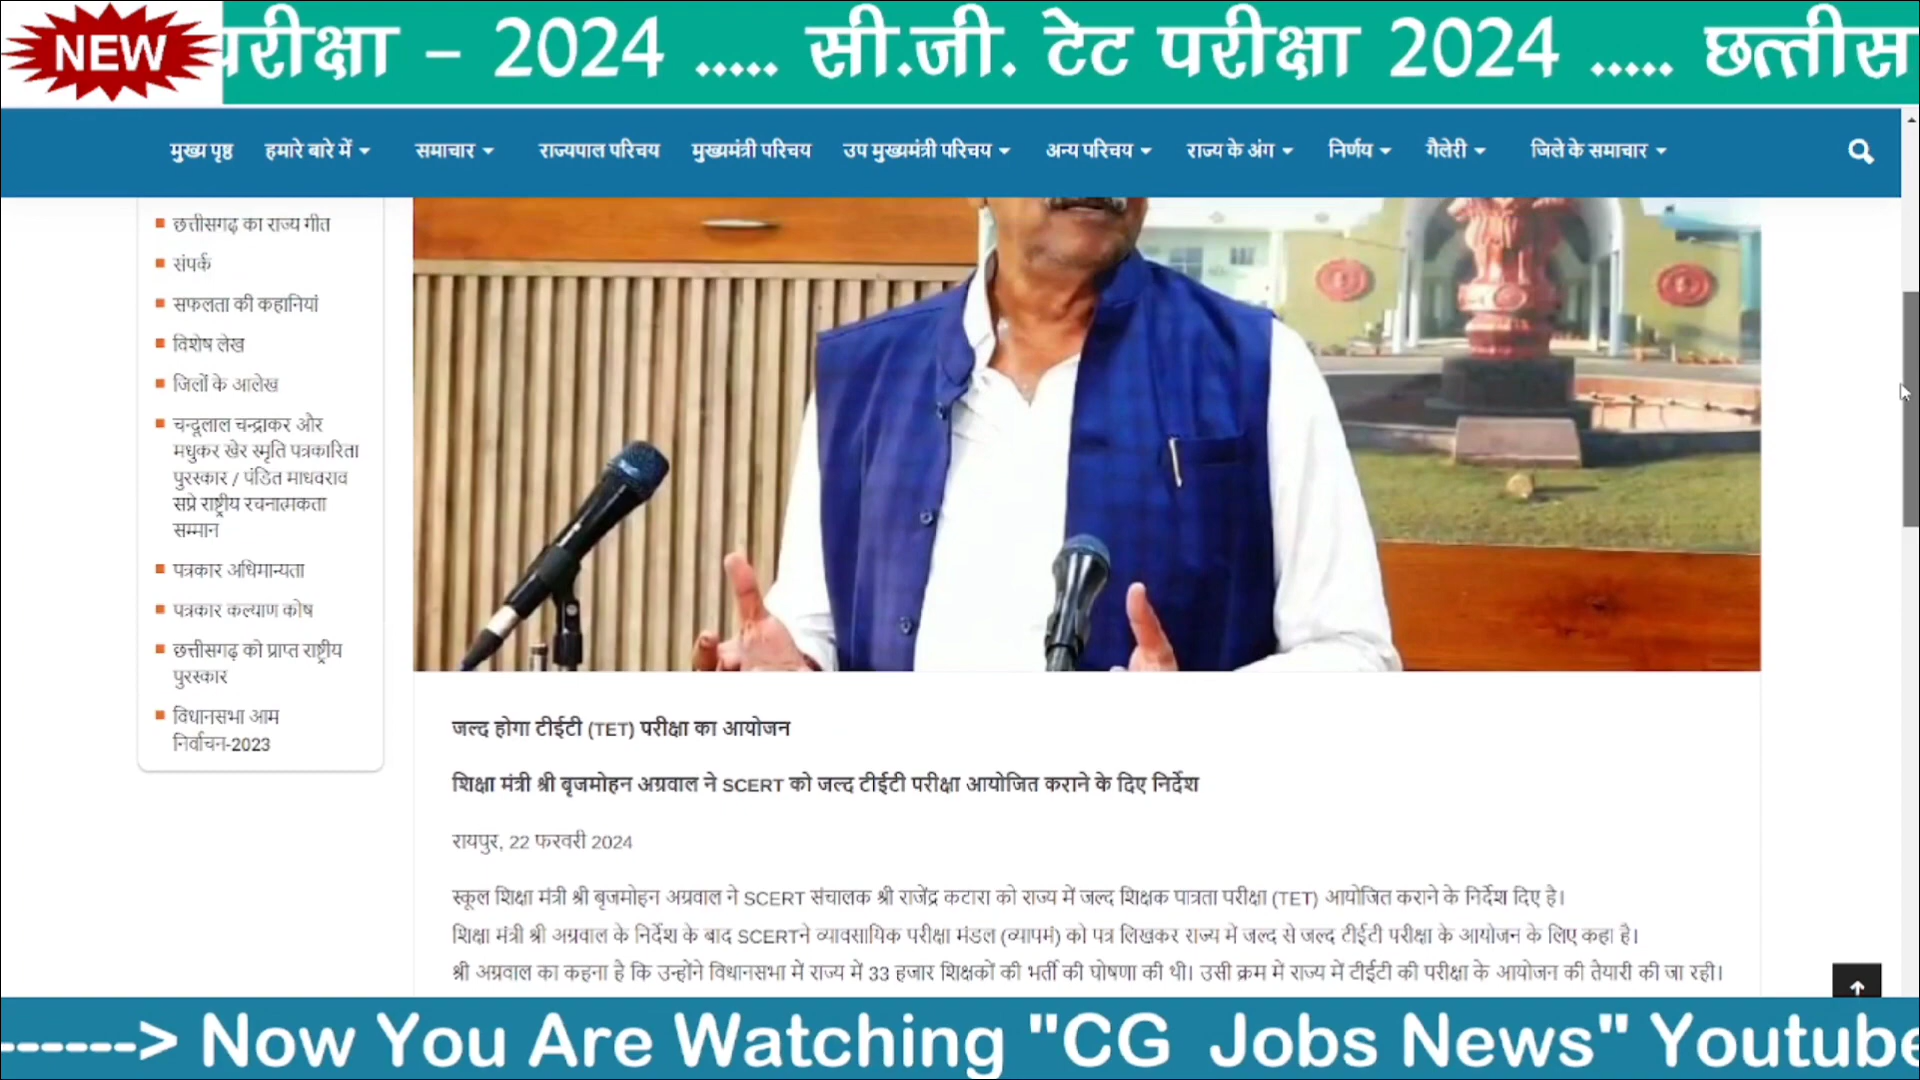 NEW
परीक्षा – 2024 ..... सी.जी. टेट परीक्षा 2024 ..... छत्तीस
मुख्य पृष्ठ हमारे बारे में समाचार राज्यपाल परिचय मुख्यमंत्री परिचय उप मुख्यमंत्री परिचय अन्य परिचय राज्य के अंग निर्णय गैलेरी जिले के समाचार
छत्तीसगढ़ का राज्य गीत
संपर्क
सफलता की कहानियां
विशेष लेख
जिलों के आलेख
चन्दूलाल चन्द्राकर और
मधुकर खेर स्मृति पत्रकारिता
पुरस्कार / पंडित माधवराव
सप्रे राष्ट्रीय रचनात्मकता
सम्मान
पत्रकार अधिमान्यता
पत्रकार कल्याण कोष
छत्तीसगढ़ को प्राप्त राष्ट्रीय
पुरस्कार
विधानसभा आम
निर्वाचन-2023
जल्द होगा टीईटी (TET) परीक्षा का आयोजन
शिक्षा मंत्री श्री बृजमोहन अग्रवाल ने SCERT को जल्द टीईटी परीक्षा आयोजित कराने के दिए निर्देश
रायपुर, 22 फरवरी 2024
स्कूल शिक्षा मंत्री श्री बृजमोहन अग्रवाल ने SCERT संचालक श्री राजेंद्र कटारा को राज्य में जल्द शिक्षक पात्रता परीक्षा (TET) आयोजित कराने के निर्देश दिए है।
शिक्षा मंत्री श्री अग्रवाल के निर्देश के बाद SCERTने व्यावसायिक परीक्षा मंडल (व्यापमं) को पत्र लिखकर राज्य में जल्द से जल्द टीईटी परीक्षा के आयोजन के लिए कहा है।
श्री अग्रवाल का कहना है कि उन्होंने विधानसभा में राज्य में 33 हजार शिक्षकों की भर्ती की घोषणा की थी। उसी क्रम में राज्य में टीईटी की परीक्षा के आयोजन की तैयारी की जा रही।
------> Now You Are Watching "CG Jobs News" Youtube